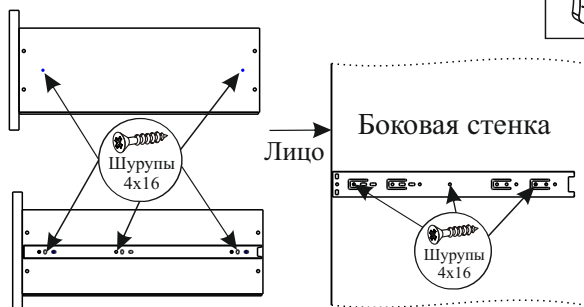 Шурупы
4x16
Лицо
Боковая стенка
Шурупы
4x16